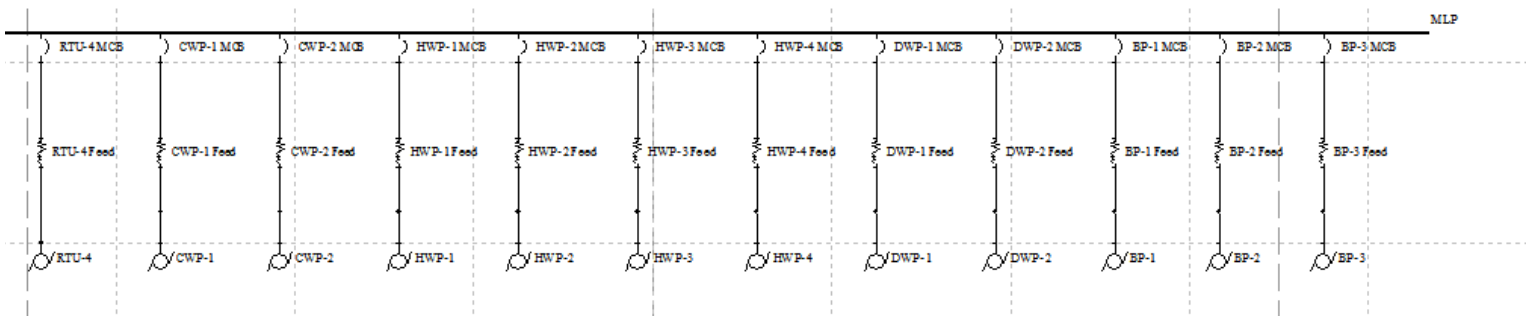 MLP
RTU-4 MCB
CWP-1 MCB
CWP-2 MCB
HWP-1 MCB
HWP-2 MCB
HWP-3 MCB
HWP-4 MCB
DWP-1 MCB
DWP-2 MCB
BP-1 MCB
BP-2 MCB
BP-3 MCB
RTU-4 Feed
CWP-1 Feed
CWP-2 Feed
HWP-1 Feed
HWP-2 Feed
HWP-3 Feed
HWP-4 Feed
DWP-1 Feed
DWP-2 Feed
BP-1 Feed
BP-2 Feed
BP-3 Feed
RTU-4
CWP-1
CWP-2
HWP-1
HWP-2
HWP-3
HWP-4
DWP-1
DWP-2
BP-1
BP-2
BP-3